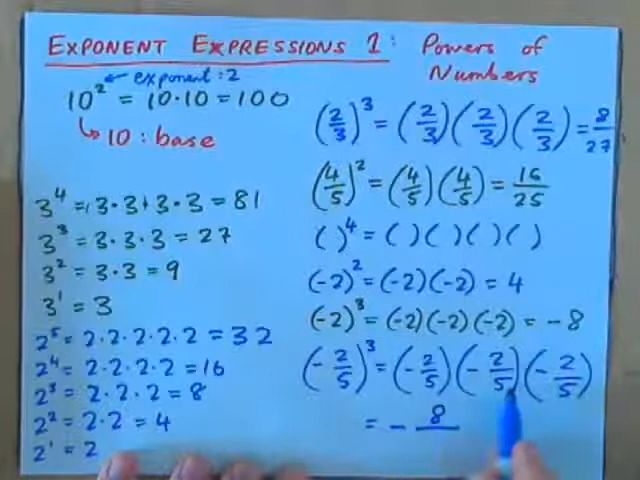 EXPONENT EXPRESSIONS 1: Powers of Numbers
← exponent: 2
10² = 10·10 = 100
↳ 10: base
3⁴ = 3·3·3·3 = 81
3³ = 3·3·3 = 27
3² = 3·3 = 9
3¹ = 3
2⁵ = 2·2·2·2·2 = 32
2⁴ = 2·2·2·2 = 16
2³ = 2·2·2 = 8
2² = 2·2 = 4
2¹ = 2
(2/3)³ = (2/3)(2/3)(2/3) = 8/27
(4/5)² = (4/5)(4/5) = 16/25
( )⁴ = ( )( )( )( )
(-2)² = (-2)(-2) = 4
(-2)³ = (-2)(-2)(-2) = -8
(-2/5)³ = (-2/5)(-2/5)(-2/5)
= - 8/